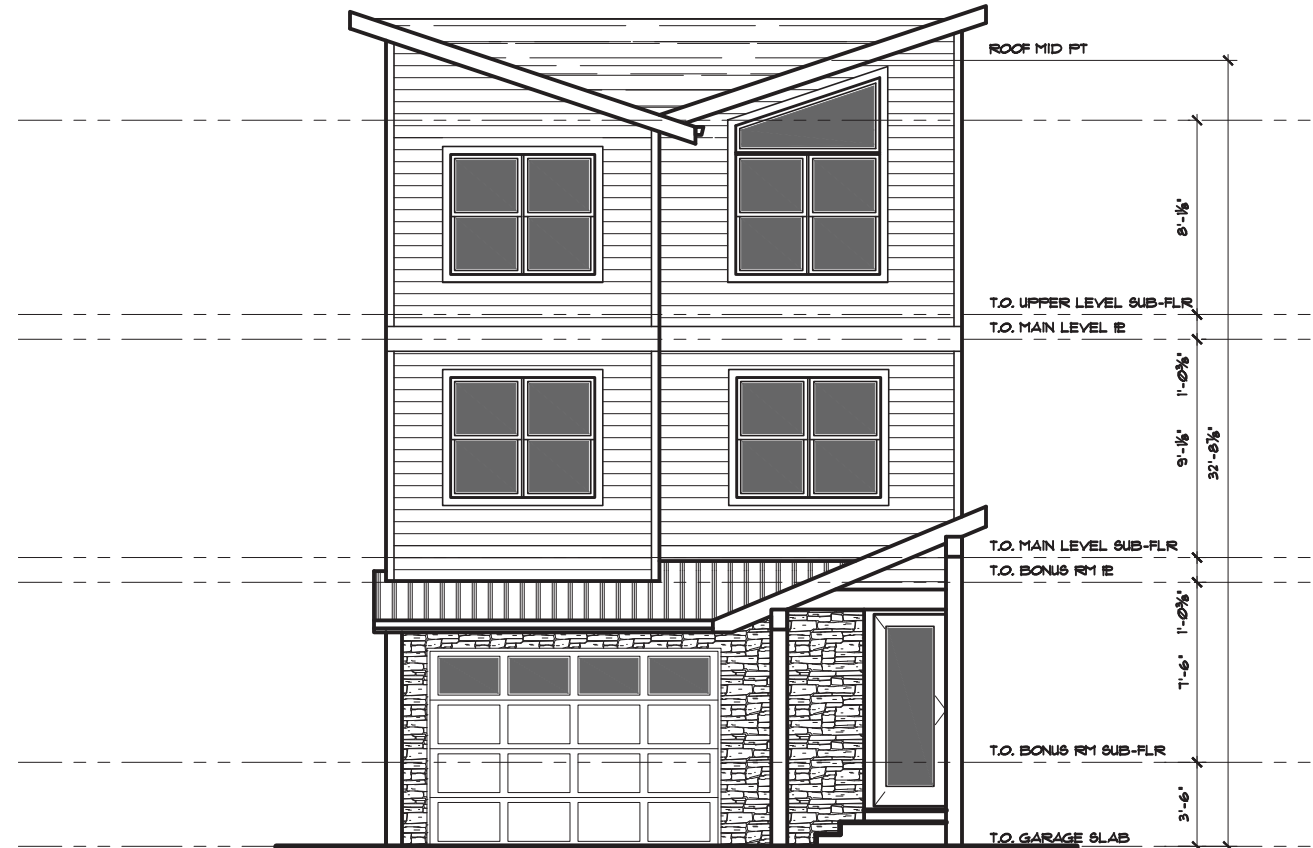 ROOF MID PT
8'-1⅛"
T.O. UPPER LEVEL SUB-FLR
T.O. MAIN LEVEL
1'-0⅜"
9'-1⅛"
32'-8⅞"
T.O. MAIN LEVEL SUB-FLR
T.O. BONUS RM
1'-0⅜"
7'-6"
T.O. BONUS RM SUB-FLR
3'-6"
T.O. GARAGE SLAB